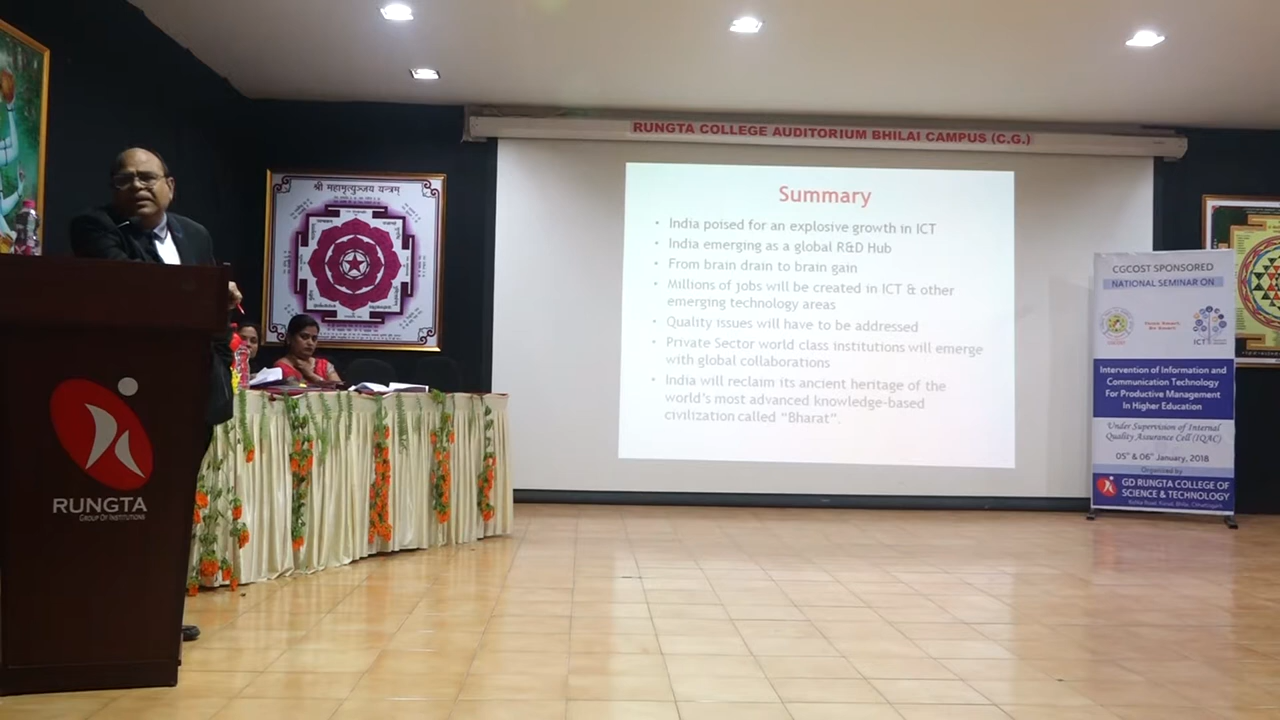 RUNGTA COLLEGE AUDITORIUM BHILAI CAMPUS (C.G.)
श्री महामृत्युञ्जय यन्त्रम्
Summary
• India poised for an explosive growth in ICT
• India emerging as a global R&D Hub
• From brain drain to brain gain
• Millions of jobs will be created in ICT & other
emerging technology areas
• Quality issues will have to be addressed
• Private Sector world class institutions will emerge
with global collaborations
• India will reclaim its ancient heritage of the
world's most advanced knowledge-based
civilization called "Bharat".
RUNGTA
GROUP OF INSTITUTIONS
CGCOST SPONSORED
NATIONAL SEMINAR ON
ICT
Intervention of Information and
Communication Technology
For Productive Management
In Higher Education
Under Supervision of Internal
Quality Assurance Cell (IQAC)
05th & 06th January, 2018
Organized by
GD RUNGTA COLLEGE OF
SCIENCE & TECHNOLOGY